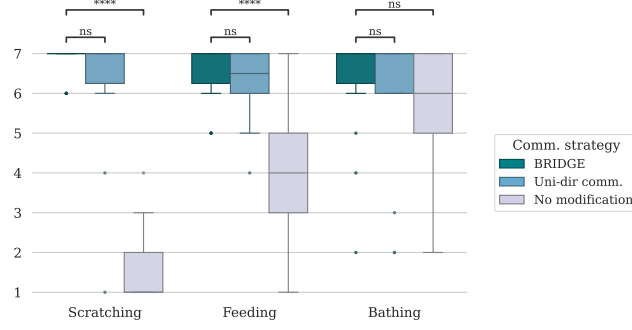 ****
****
ns
ns
ns
ns
7
6
5
4
3
2
1
Scratching
Feeding
Bathing
Comm. strategy
BRIDGE
Uni-dir comm.
No modification